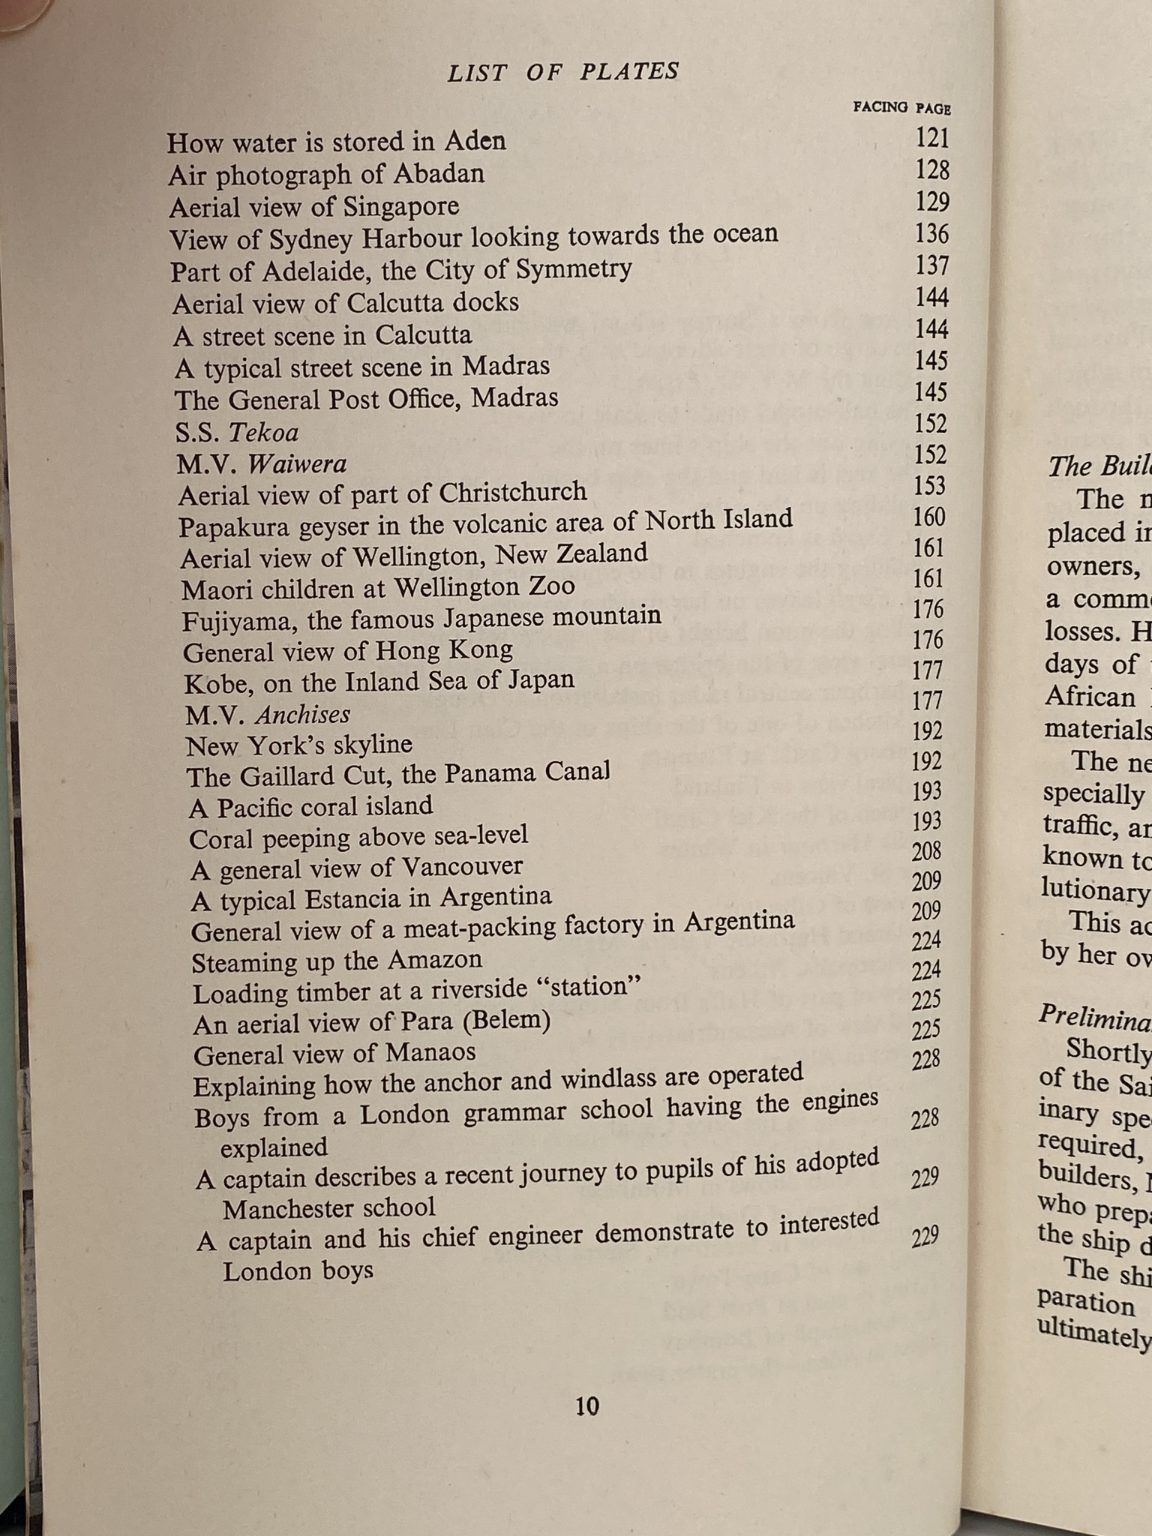 LIST OF PLATES
FACING PAGE
How water is stored in Aden 121
Air photograph of Abadan 128
Aerial view of Singapore 129
View of Sydney Harbour looking towards the ocean 136
Part of Adelaide, the City of Symmetry 137
Aerial view of Calcutta docks 144
A street scene in Calcutta 144
A typical street scene in Madras 145
The General Post Office, Madras 145
S.S. Tekoa 152
M.V. Waiwera 152
Aerial view of part of Christchurch 153
Papakura geyser in the volcanic area of North Island 160
Aerial view of Wellington, New Zealand 161
Maori children at Wellington Zoo 161
Fujiyama, the famous Japanese mountain 176
General view of Hong Kong 176
Kobe, on the Inland Sea of Japan 177
M.V. Anchises 177
New York's skyline 192
The Gaillard Cut, the Panama Canal 192
A Pacific coral island 193
Coral peeping above sea-level 193
A general view of Vancouver 208
A typical Estancia in Argentina 209
General view of a meat-packing factory in Argentina 209
Steaming up the Amazon 224
Loading timber at a riverside “station” 224
An aerial view of Para (Belem) 225
General view of Manaos 225
Explaining how the anchor and windlass are operated 228
Boys from a London grammar school having the engines
explained 228
A captain describes a recent journey to pupils of his adopted
Manchester school 229
A captain and his chief engineer demonstrate to interested
London boys 229
10
The
The
placed
owners,
a
losses.
days of
African
materials
The
specially
traffic,
known to
lutionary
This
by her
Shortly
of the
inary
required,
builders,
who
the ship
The
paration
ultimately